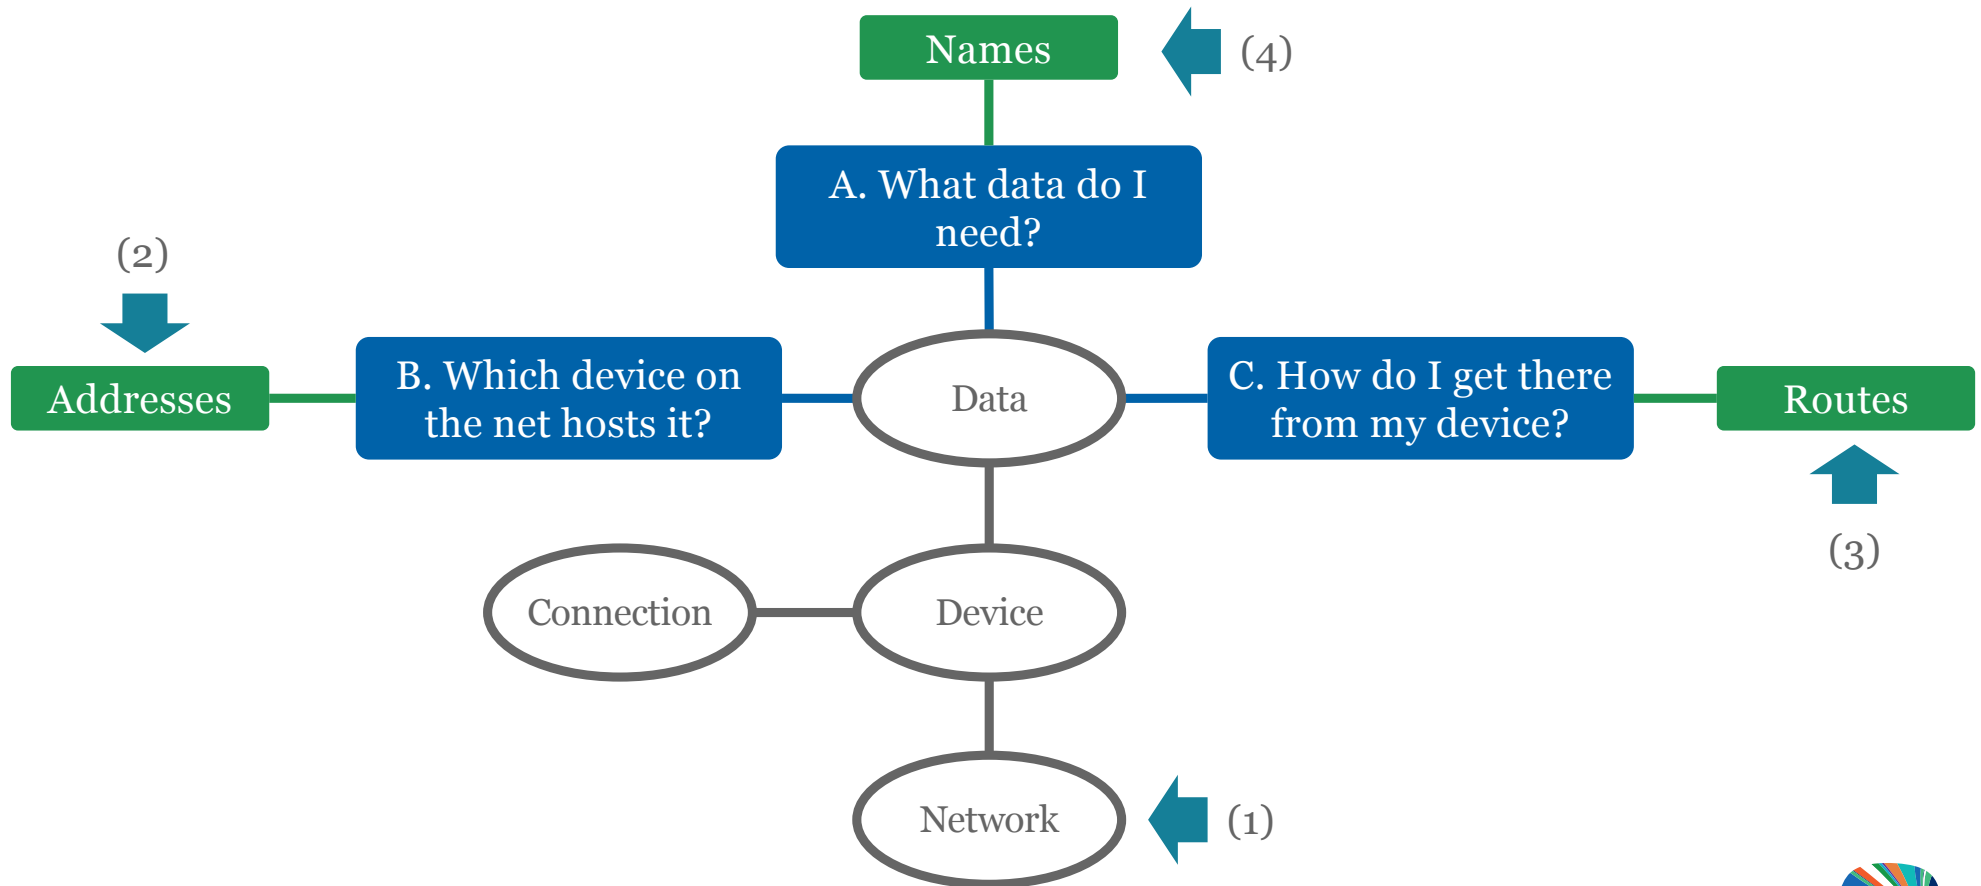 Names
(4)
A. What data do I
need?
(2)
Addresses
B. Which device on
the net hosts it?
Data
C. How do I get there
from my device?
Routes
(3)
Connection
Device
Network
(1)